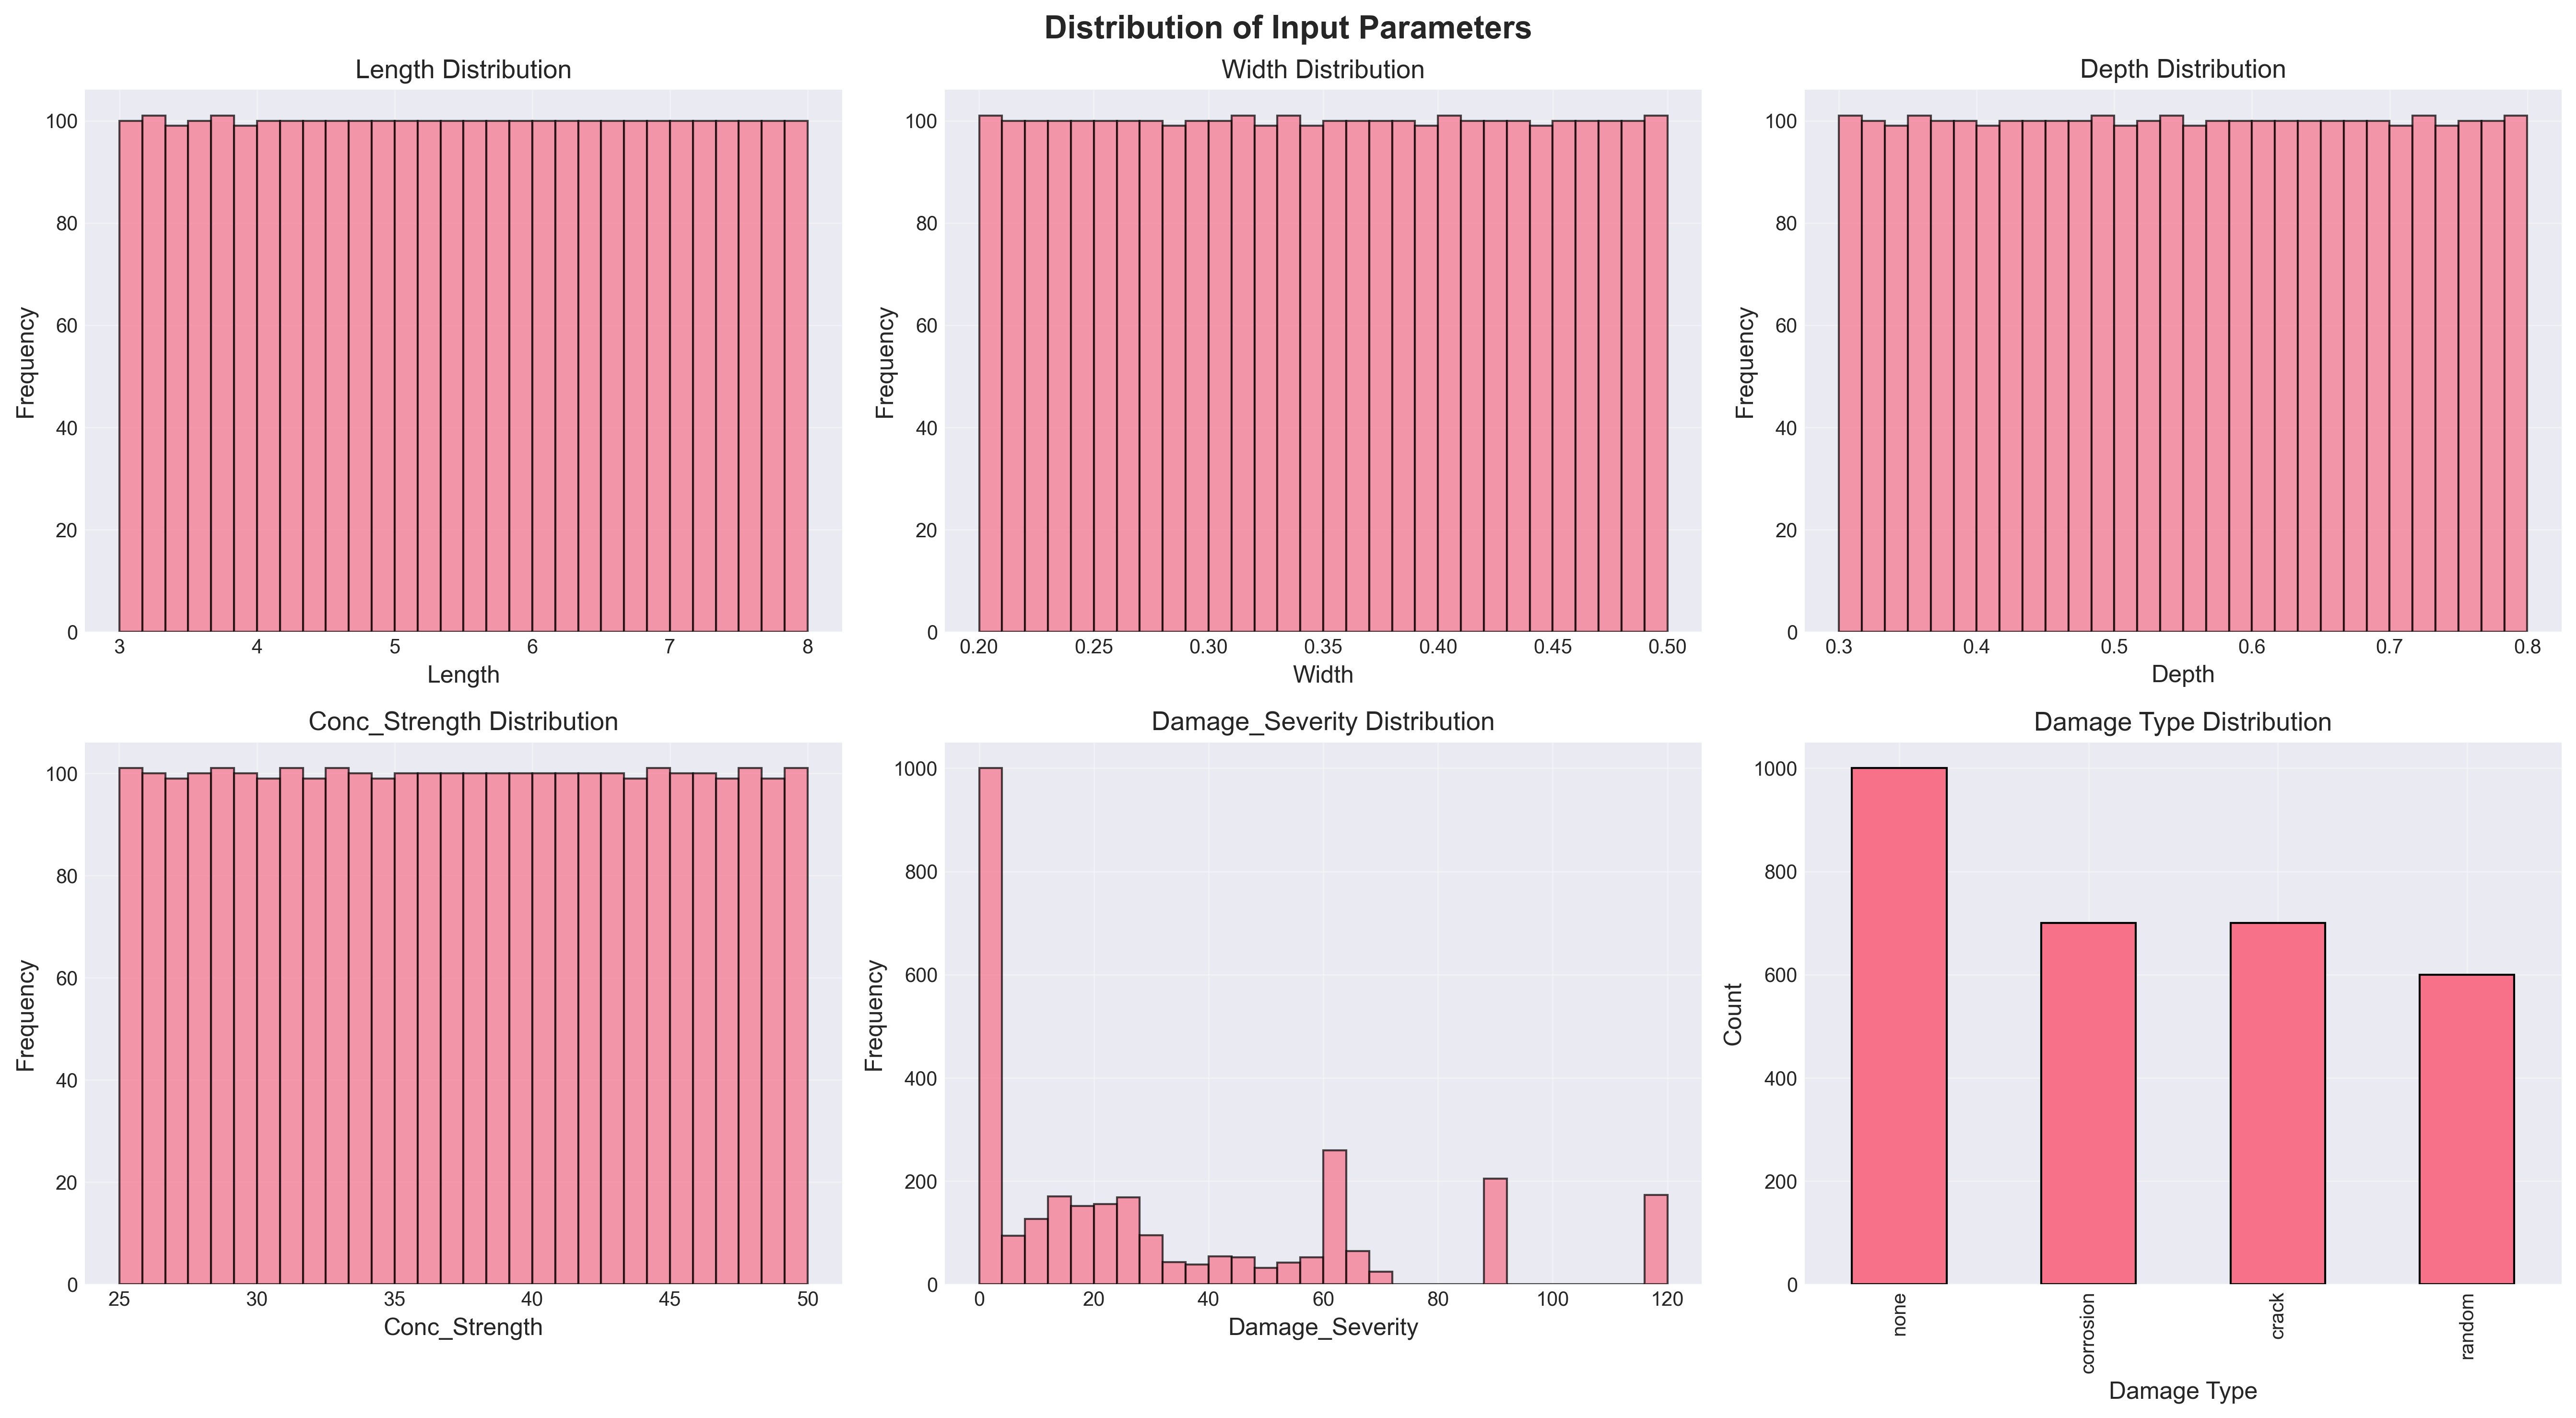 Distribution of Input Parameters
Length Distribution
Frequency
100
80
60
40
20
0
3 4 5 6 7 8
Length
Width Distribution
Frequency
100
80
60
40
20
0
0.20 0.25 0.30 0.35 0.40 0.45 0.50
Width
Depth Distribution
Frequency
100
80
60
40
20
0
0.3 0.4 0.5 0.6 0.7 0.8
Depth
Conc_Strength Distribution
Frequency
100
80
60
40
20
0
25 30 35 40 45 50
Conc_Strength
Damage_Severity Distribution
Frequency
1000
800
600
400
200
0
0 20 40 60 80 100 120
Damage_Severity
Damage Type Distribution
Count
1000
800
600
400
200
0
none corrosion crack random
Damage Type